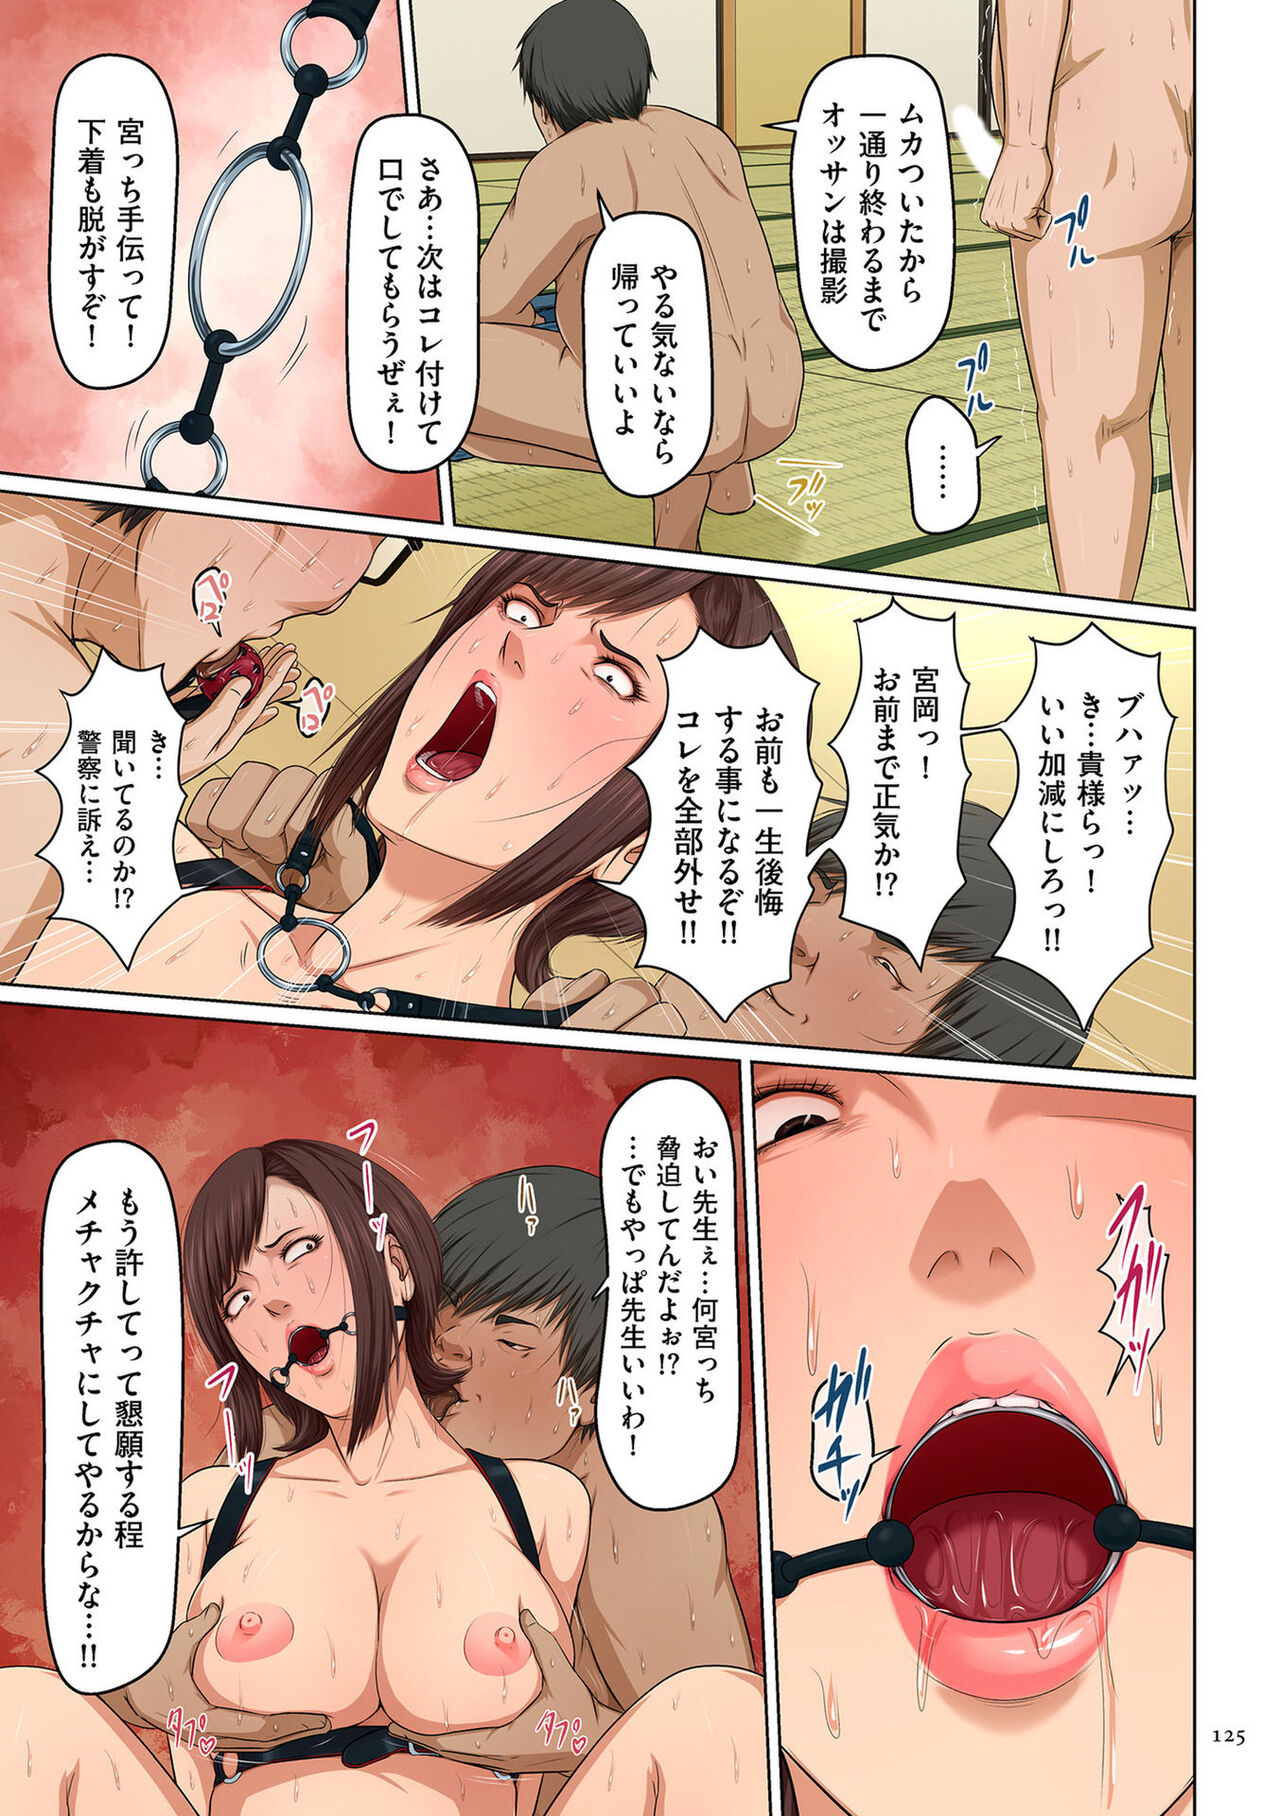 ムカついたから
一通り終わるまで
オッサンは撮影
やる気ないなら
帰っていいよ
……
ブル
ブル
ブッ
さあ…次はコレ付けて
口でしてもらうぜぇ！
宮っち手伝って！
下着も脱がすぞ！
ブハァッ…
き…貴様らっ！
いい加減にしろっ!!
宮岡っ！
お前まで正気か!?
お前も一生後悔
する事になるぞ!!
コレを全部外せ!!
ペロ
ペロ
き…
聞いてるのか!?
警察に訴え…
アガッ
ガチッ
おい先生ぇ…何宮っち
脅迫してんだよぉ!?
…でもやっぱ先生いいわ！
ハァ
ハァ
もう許してって懇願する程
メチャクチャにしてやるからな…!!
タプ♡
タプ♡
125